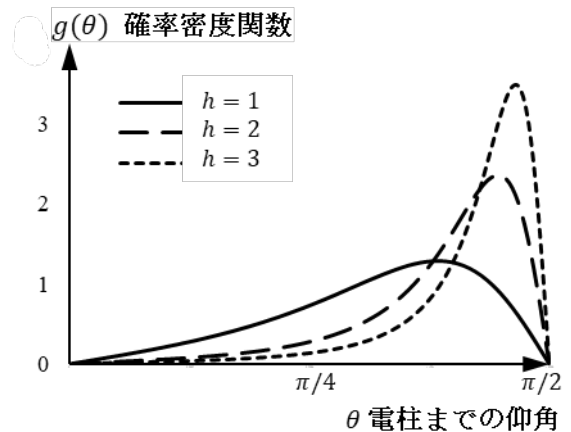 g(θ) 確率密度関数
h = 1
h = 2
h = 3
3
2
1
0
π/4
π/2
θ 電柱までの仰角